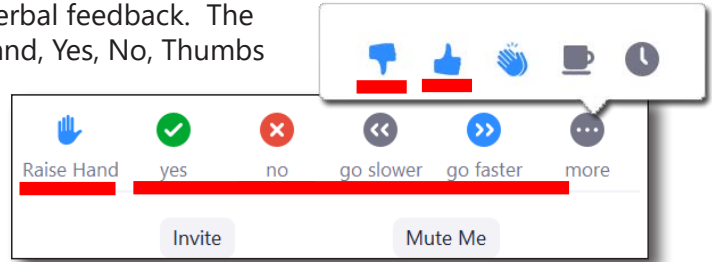 erbal feedback. The
and, Yes, No, Thumbs
Raise Hand yes no go slower go faster more
Invite Mute Me